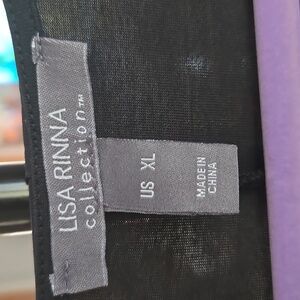 LISA RINNA
collection™
US XL
MADE IN
CHINA